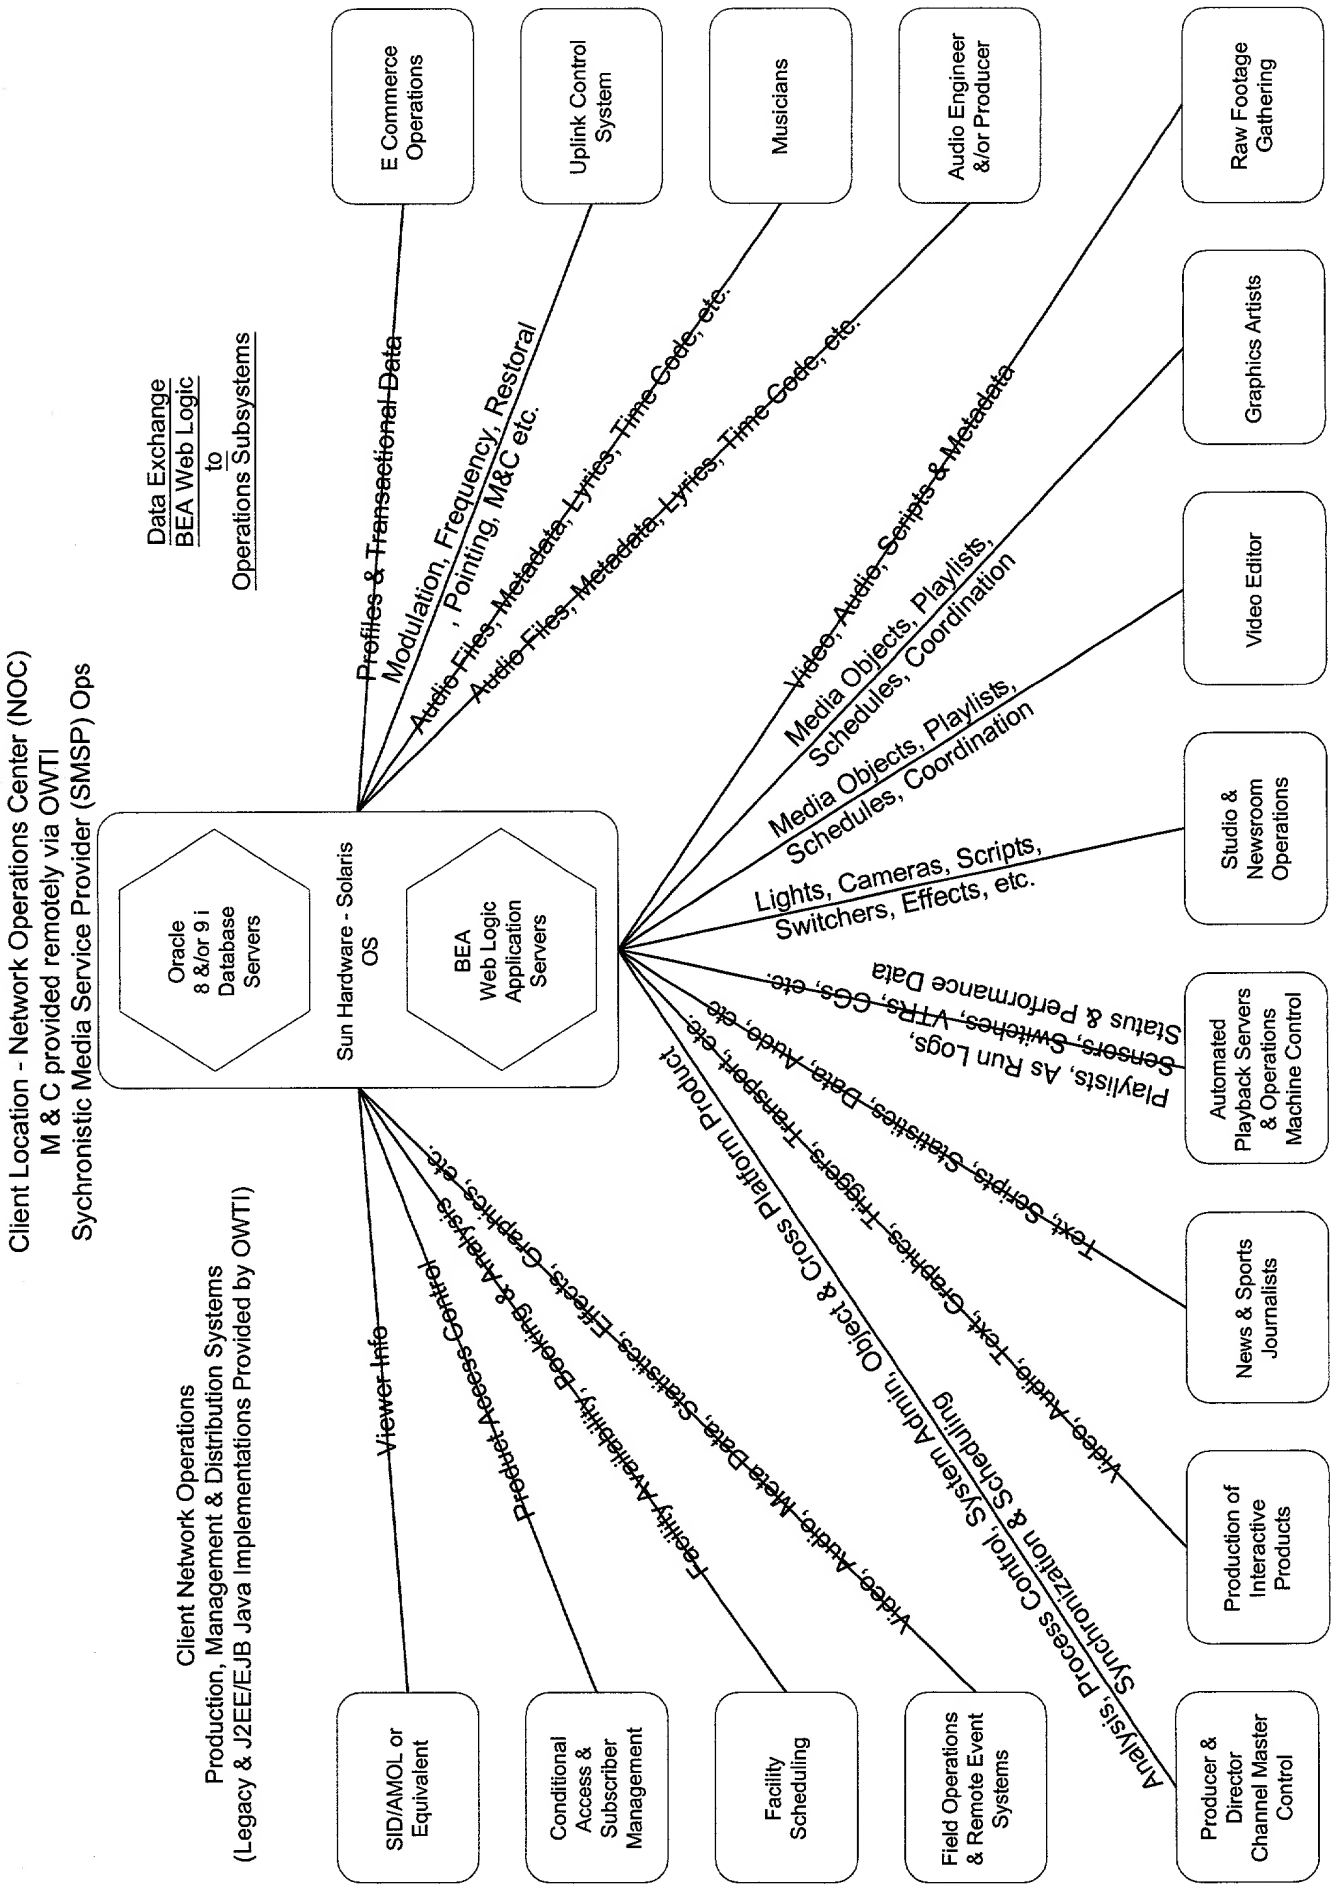 Client Location - Network Operations Center (NOC)
M & C provided remotely via OWTI
Sychronistic Media Service Provider (SMSP) Ops
Client Network Operations
Production, Management & Distribution Systems
(Legacy & J2EE/EJB Java Implementations Provided by OWTI)
Data Exchange
BEA Web Logic
to
Operations Subsystems
Oracle
8 &/or 9 i
Database
Servers
Sun Hardware - Solaris
OS
BEA
Web Logic
Application
Servers
SID/AMOL or
Equivalent
Viewer Info
Conditional
Access &
Subscriber
Management
Product Access Control
Facility
Scheduling
Facility Availability, Booking & Analysis
Field Operations
& Remote Event
Systems
Video, Audio, Meta Data, Statistics, Effects, Graphics, etc.
Profiles & Transactional Data
E Commerce
Operations
Modulation, Frequency, Restoral
, Pointing, M&C etc.
Uplink Control
System
Audio Files, Metadata, Lyrics, Time Code, etc.
Musicians
Audio Files, Metadata, Lyrics, Time Code, etc.
Audio Engineer
&/or Producer
Analysis, Process Control, System Admin, Object & Cross Platform Product
Synchronization & Scheduling
Video, Audio, Text, Graphics, Triggers, Transport, etc.
Text, Scripts, Statistics, Data, Audo, etc
Playlists, As Run Logs,
Sensors, Switches, VTRs, CGs, etc.
Status & Performance Data
Lights, Cameras, Scripts,
Switchers, Effects, etc.
Media Objects, Playlists,
Schedules, Coordination
Media Objects, Playlists,
Schedules, Coordination
Video, Audio, Scripts & Metadata
Producer &
Director
Channel Master
Control
Production of
Interactive
Products
News & Sports
Journalists
Automated
Playback Servers
& Operations
Machine Control
Studio &
Newsroom
Operations
Video Editor
Graphics Artists
Raw Footage
Gathering